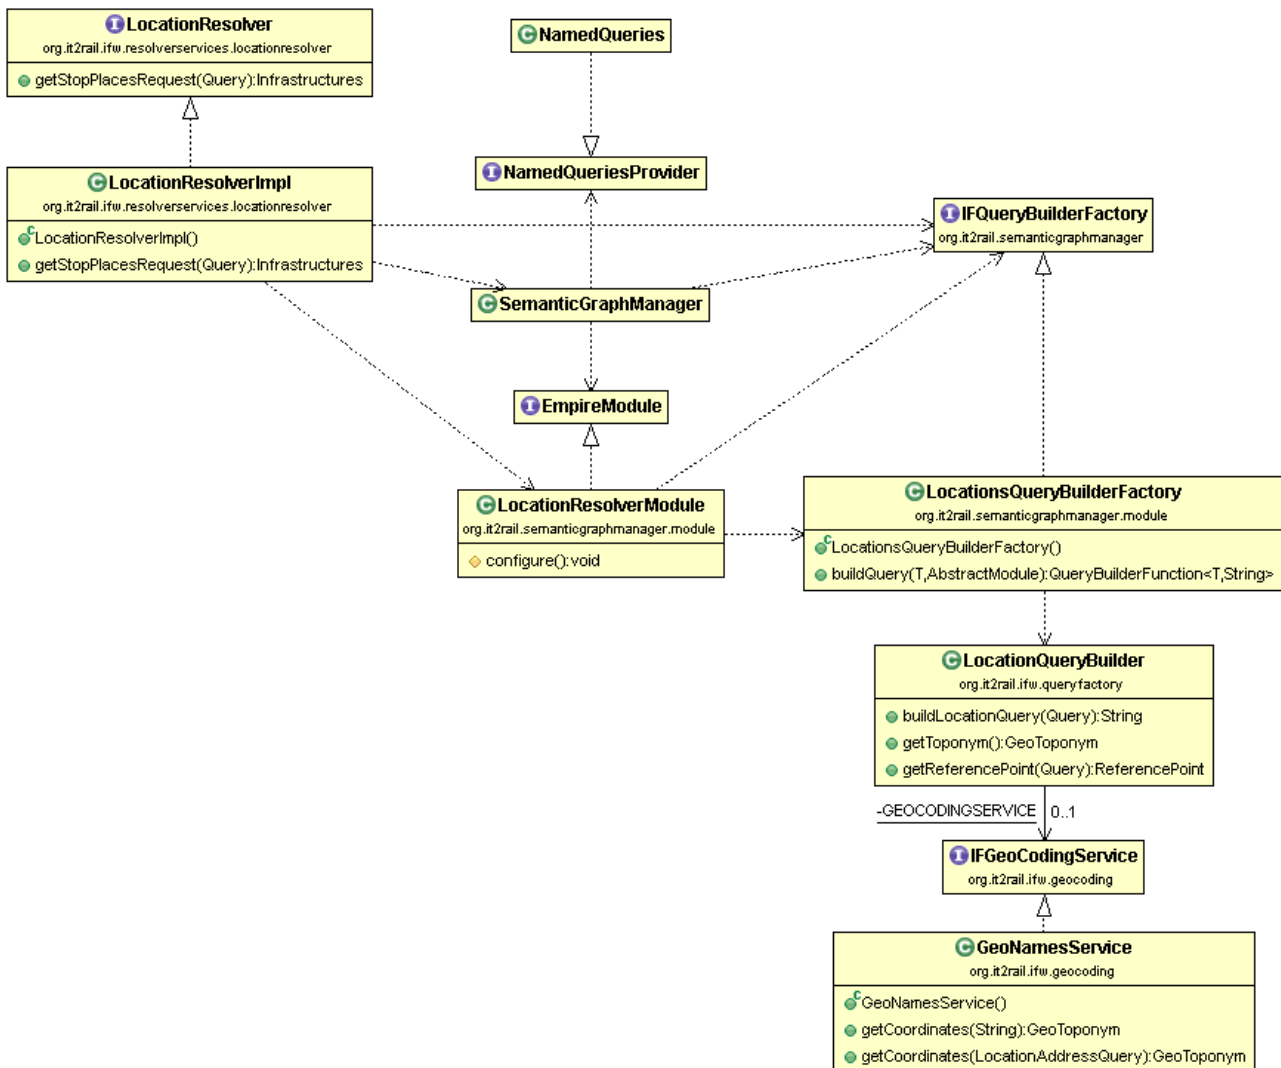 LocationResolver
org.it2rail.ifw.resolverservices.locationresolver
getStopPlacesRequest(Query):Infrastructures
NamedQueries
LocationResolverImpl
org.it2rail.ifw.resolverservices.locationresolver
LocationResolverImpl()
getStopPlacesRequest(Query):Infrastructures
NamedQueriesProvider
IFQueryBuilderFactory
org.it2rail.semanticgraphmanager
SemanticGraphManager
EmpireModule
LocationResolverModule
org.it2rail.semanticgraphmanager.module
configure():void
LocationsQueryBuilderFactory
org.it2rail.semanticgraphmanager.module
LocationsQueryBuilderFactory()
buildQuery(T,AbstractModule):QueryBuilderFunction<T,String>
LocationQueryBuilder
org.it2rail.ifw.queryfactory
buildLocationQuery(Query):String
getToponym():GeoToponym
getReferencePoint(Query):ReferencePoint
-GEOCODINGSERVICE 0..1
IFGeoCodingService
org.it2rail.ifw.geocoding
GeoNamesService
org.it2rail.ifw.geocoding
GeoNamesService()
getCoordinates(String):GeoToponym
getCoordinates(LocationAddressQuery):GeoToponym